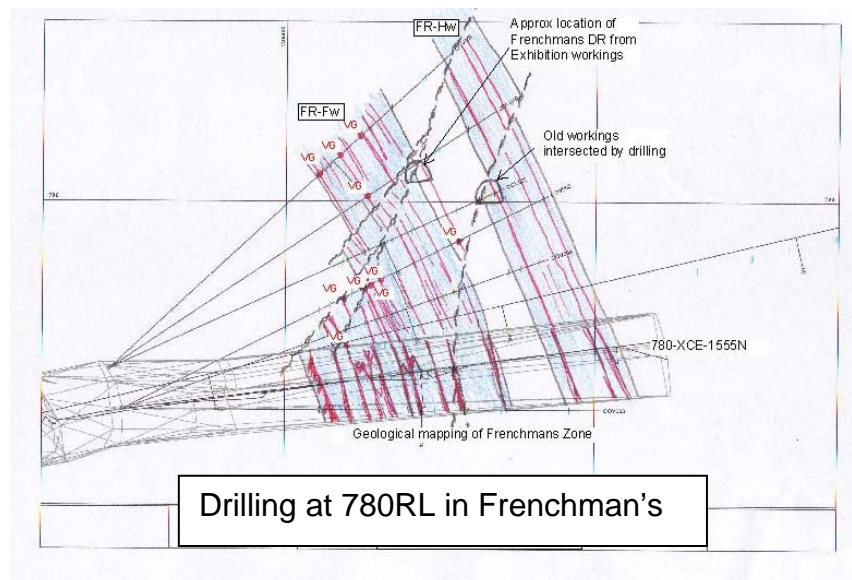 FR-Hw
Approx location of
Frenchmans DR from
Exhibition workings
FR-Fw
VG
VG
VG
VG
Old workings
intersected by drilling
VG
VG
VG
VG
VG
VG
780-XCE-1555N
Geological mapping of Frenchmans Zone
Drilling at 780RL in Frenchman's